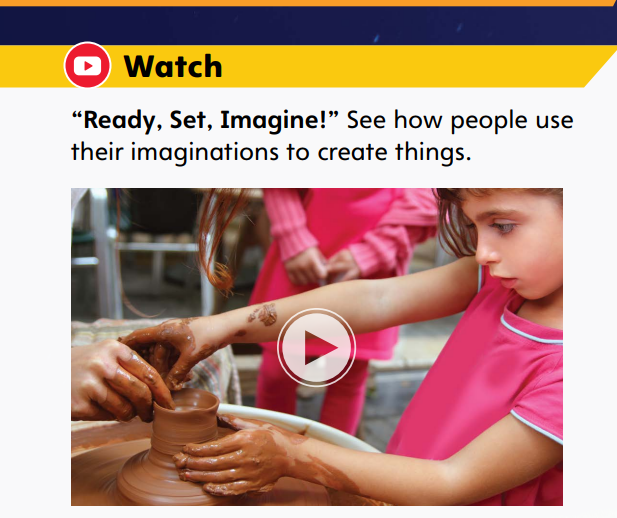 Watch
“Ready, Set, Imagine!” See how people use
their imaginations to create things.